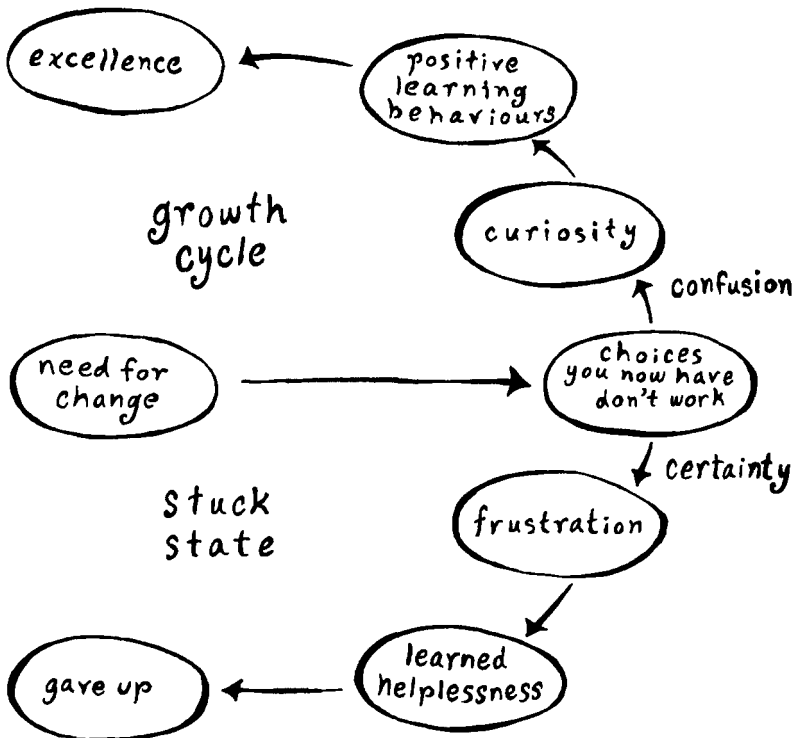 excellence
positive
learning
behaviours
growth
cycle
curiosity
confusion
need for
change
choices
you now have
don't work
certainty
stuck
state
frustration
learned
helplessness
gave up